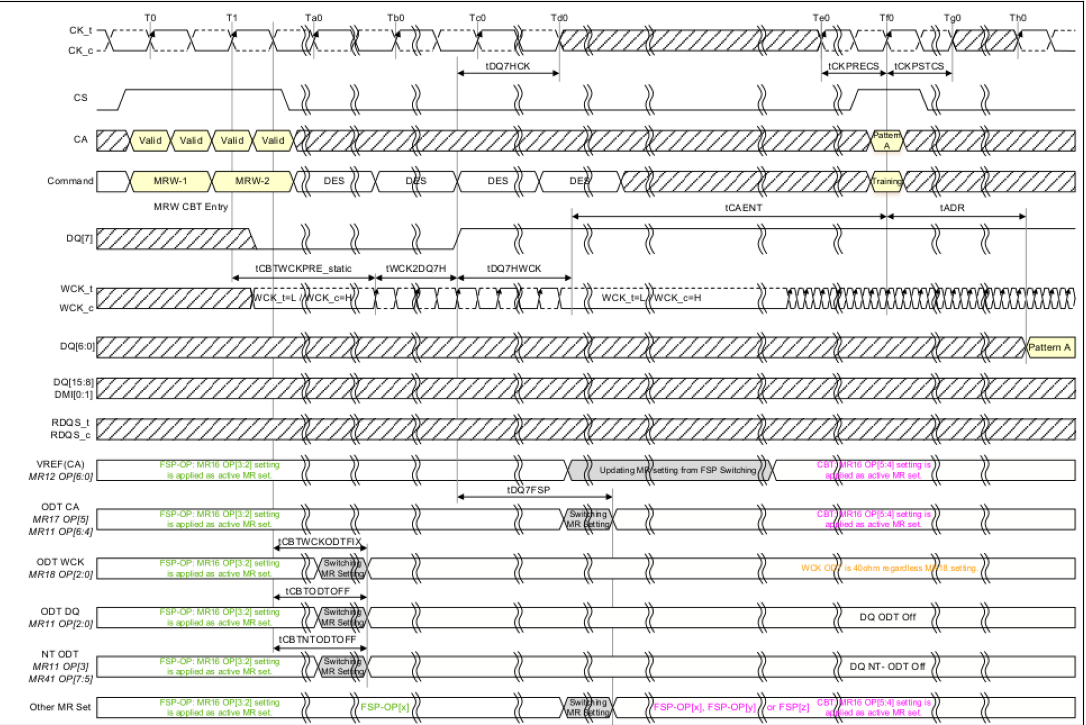 T0 T1 Ta0 Tb0 Tc0 Td0 Te0 Tf0 Tg0 Th0
CK_t
CK_c
tDQ7HCK tCKPRECS tCKPSTCS
CS
CA Valid Valid Valid Valid Pattern A
Command MRW-1 MRW-2 DES DES DES DES Training
MRW CBT Entry
tCAENT tADR
DQ[7]
tCBTWCKPRE_static tWCK2DQ7H tDQ7HWCK
WCK_t
WCK_c
WCK_t=L WCK_c=H WCK_t=L WCK_c=H
DQ[6:0] Pattern A
DQ[15:8]
DMI[0:1]
RDQS_t
RDQS_c
VREF(CA)
MR12 OP[6:0]
FSP-OP: MR16 OP[3:2] setting
is applied as active MR set.
Updating MR setting from FSP Switching
CBT: MR16 OP[5:4] setting is
applied as active MR set.
tDQ7FSP
ODT CA
MR17 OP[5]
MR11 OP[6:4]
FSP-OP: MR16 OP[3:2] setting
is applied as active MR set.
Switching
MR Setting
CBT: MR16 OP[5:4] setting is
applied as active MR set.
tCBTWCKODTFIX
ODT WCK
MR18 OP[2:0]
FSP-OP: MR16 OP[3:2] setting
is applied as active MR set.
Switching
MR Setting
WCK ODT is 40ohm regardless MR18 setting.
tCBTODTOFF
ODT DQ
MR11 OP[2:0]
FSP-OP: MR16 OP[3:2] setting
is applied as active MR set.
Switching
MR Setting
DQ ODT Off
tCBTNTODTOFF
NT ODT
MR11 OP[3]
MR41 OP[7:5]
FSP-OP: MR16 OP[3:2] setting
is applied as active MR set.
Switching
MR Setting
DQ NT- ODT Off
Other MR Set
FSP-OP: MR16 OP[3:2] setting
is applied as active MR set.
FSP-OP[x]
Switching
MR Setting
FSP-OP[x], FSP-OP[y] or FSP[z]
CBT: MR16 OP[5:4] setting is
applied as active MR set.